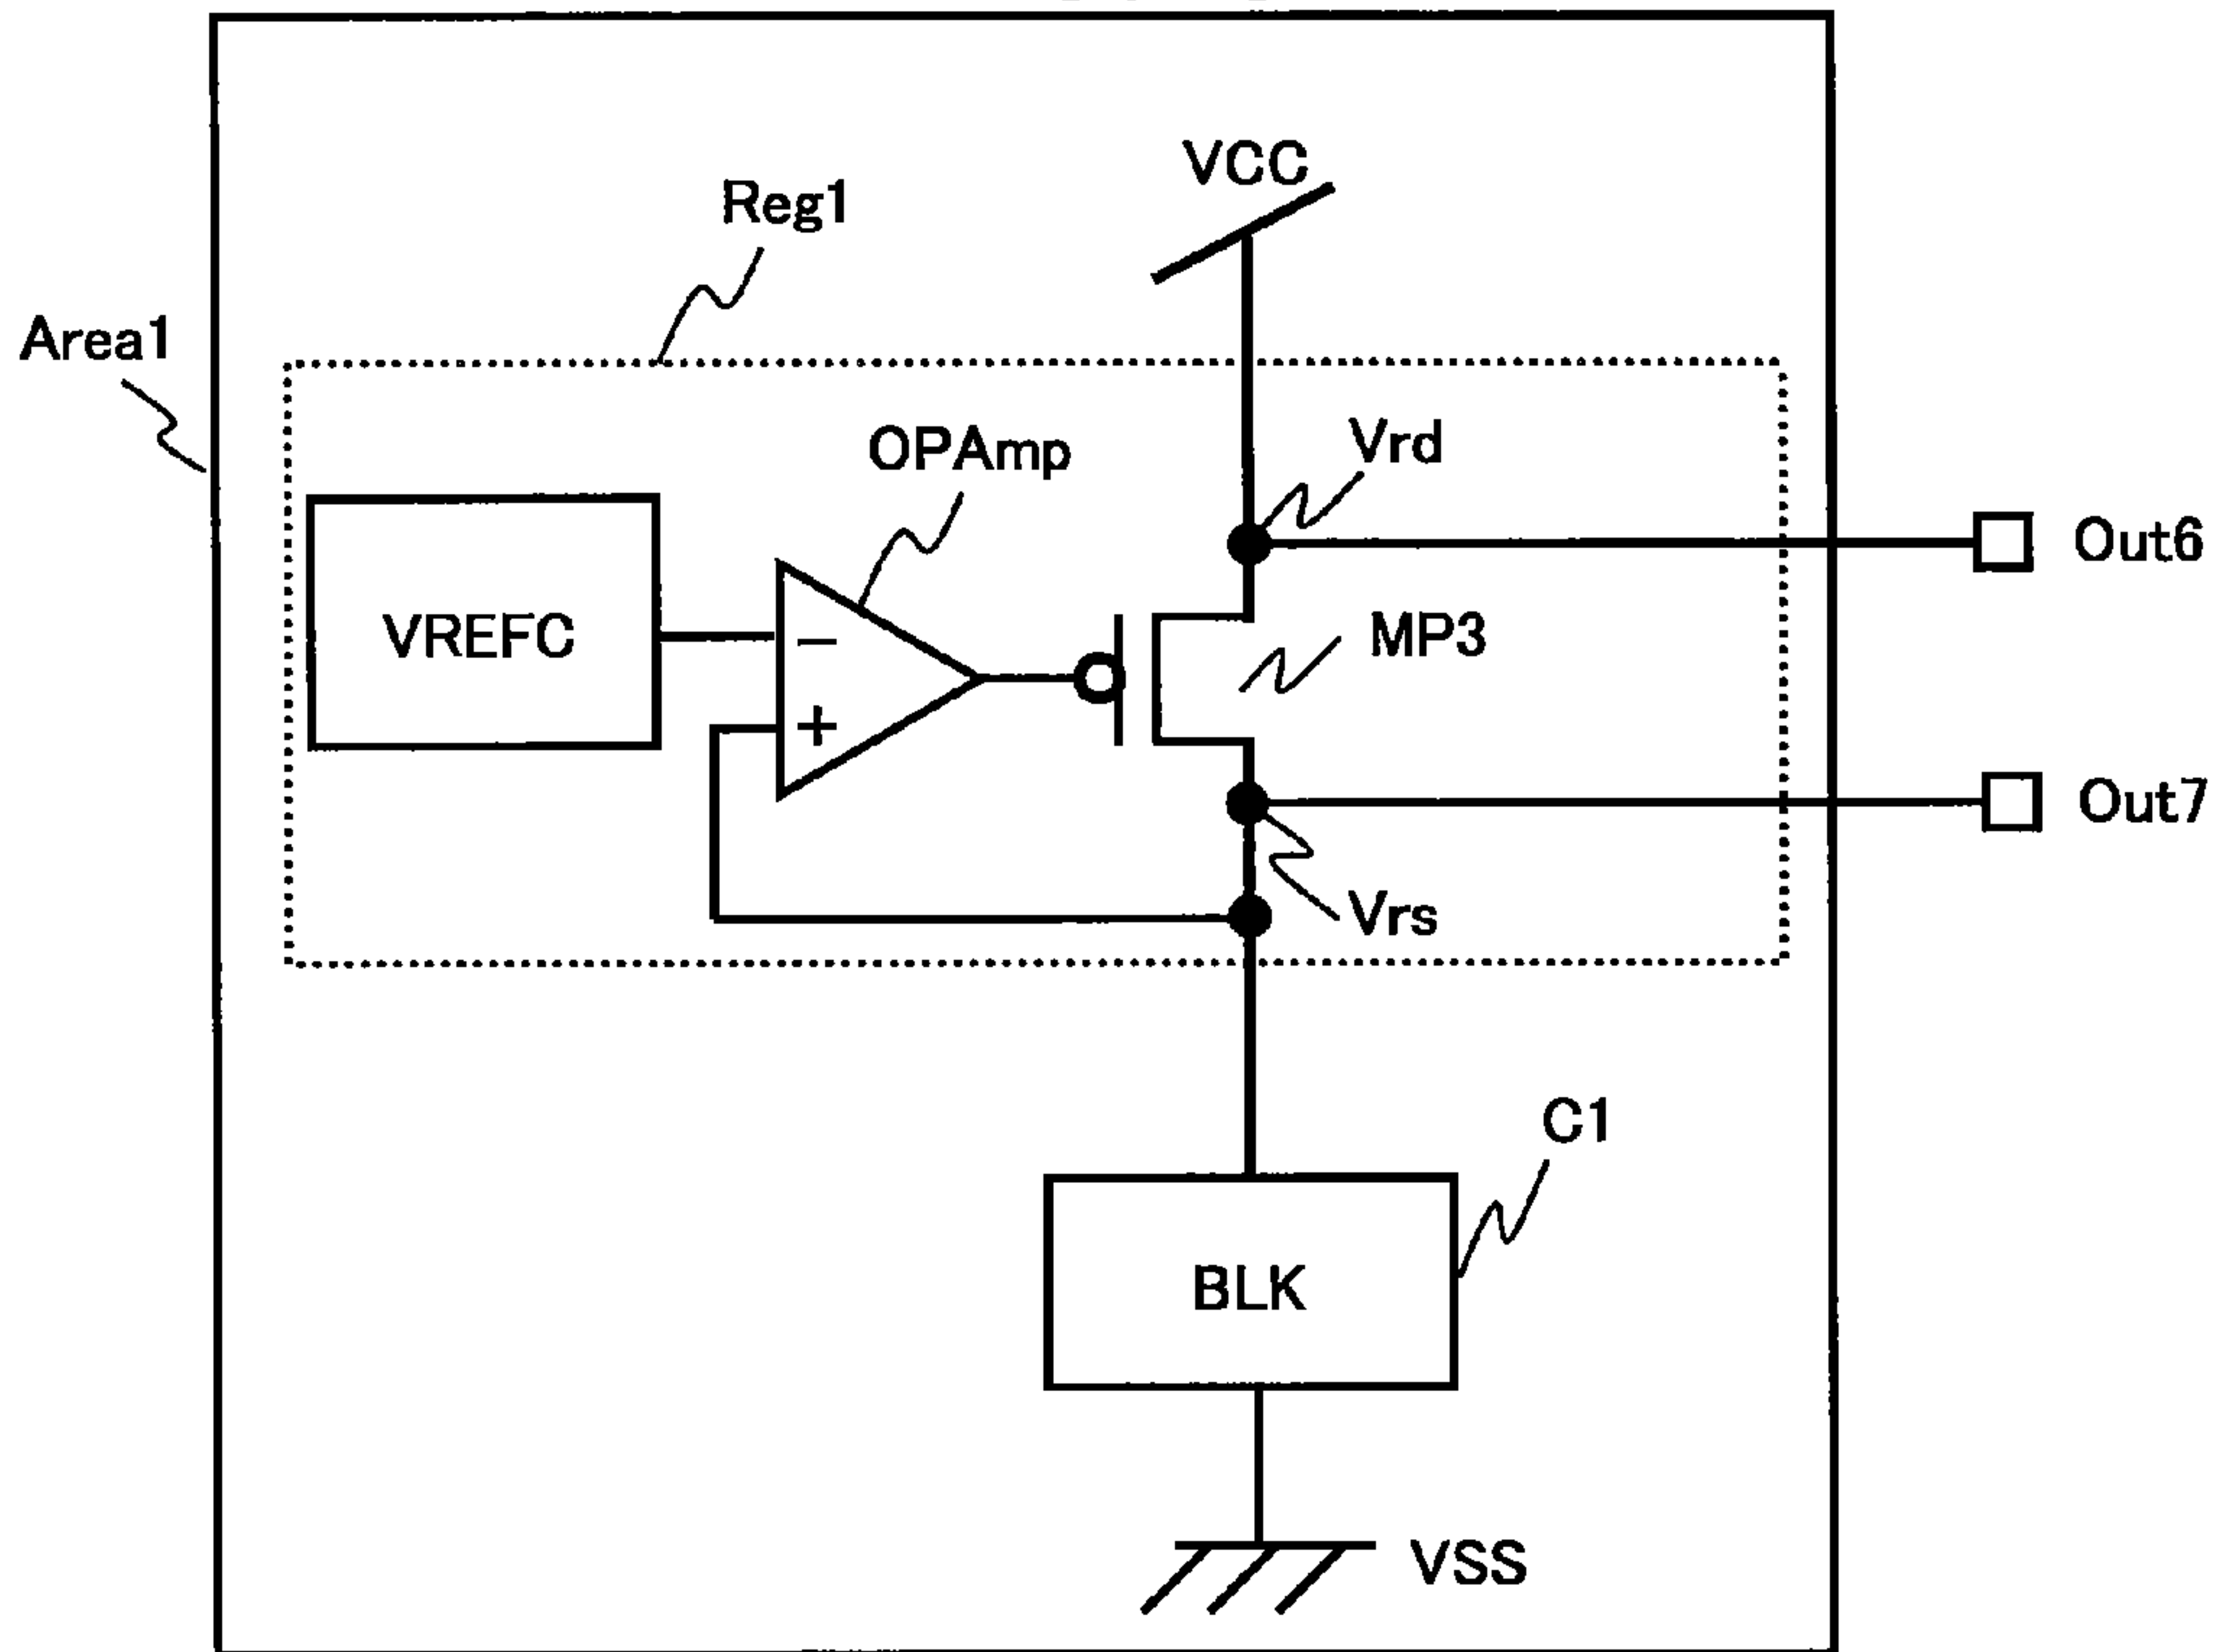 VCC
Reg1
Area1
Vrd
OPAmp
Out6
VREFC
−
MP3
+
Out7
Vrs
C1
BLK
VSS